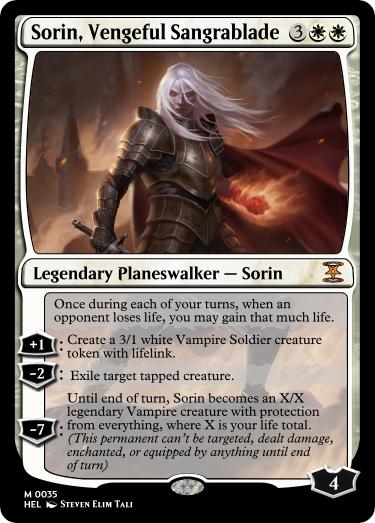 Sorin, Vengeful Sangrablade 3
Legendary Planeswalker — Sorin
Once during each of your turns, when an
opponent loses life, you may gain that much life.
+1: Create a 3/1 white Vampire Soldier creature
token with lifelink.
-2: Exile target tapped creature.
Until end of turn, Sorin becomes an X/X
legendary Vampire creature with protection
-7: from everything, where X is your life total.
(This permanent can't be targeted, dealt damage,
enchanted, or equipped by anything until end
of turn)
4
M 0035
HEL Steven Elim Tali